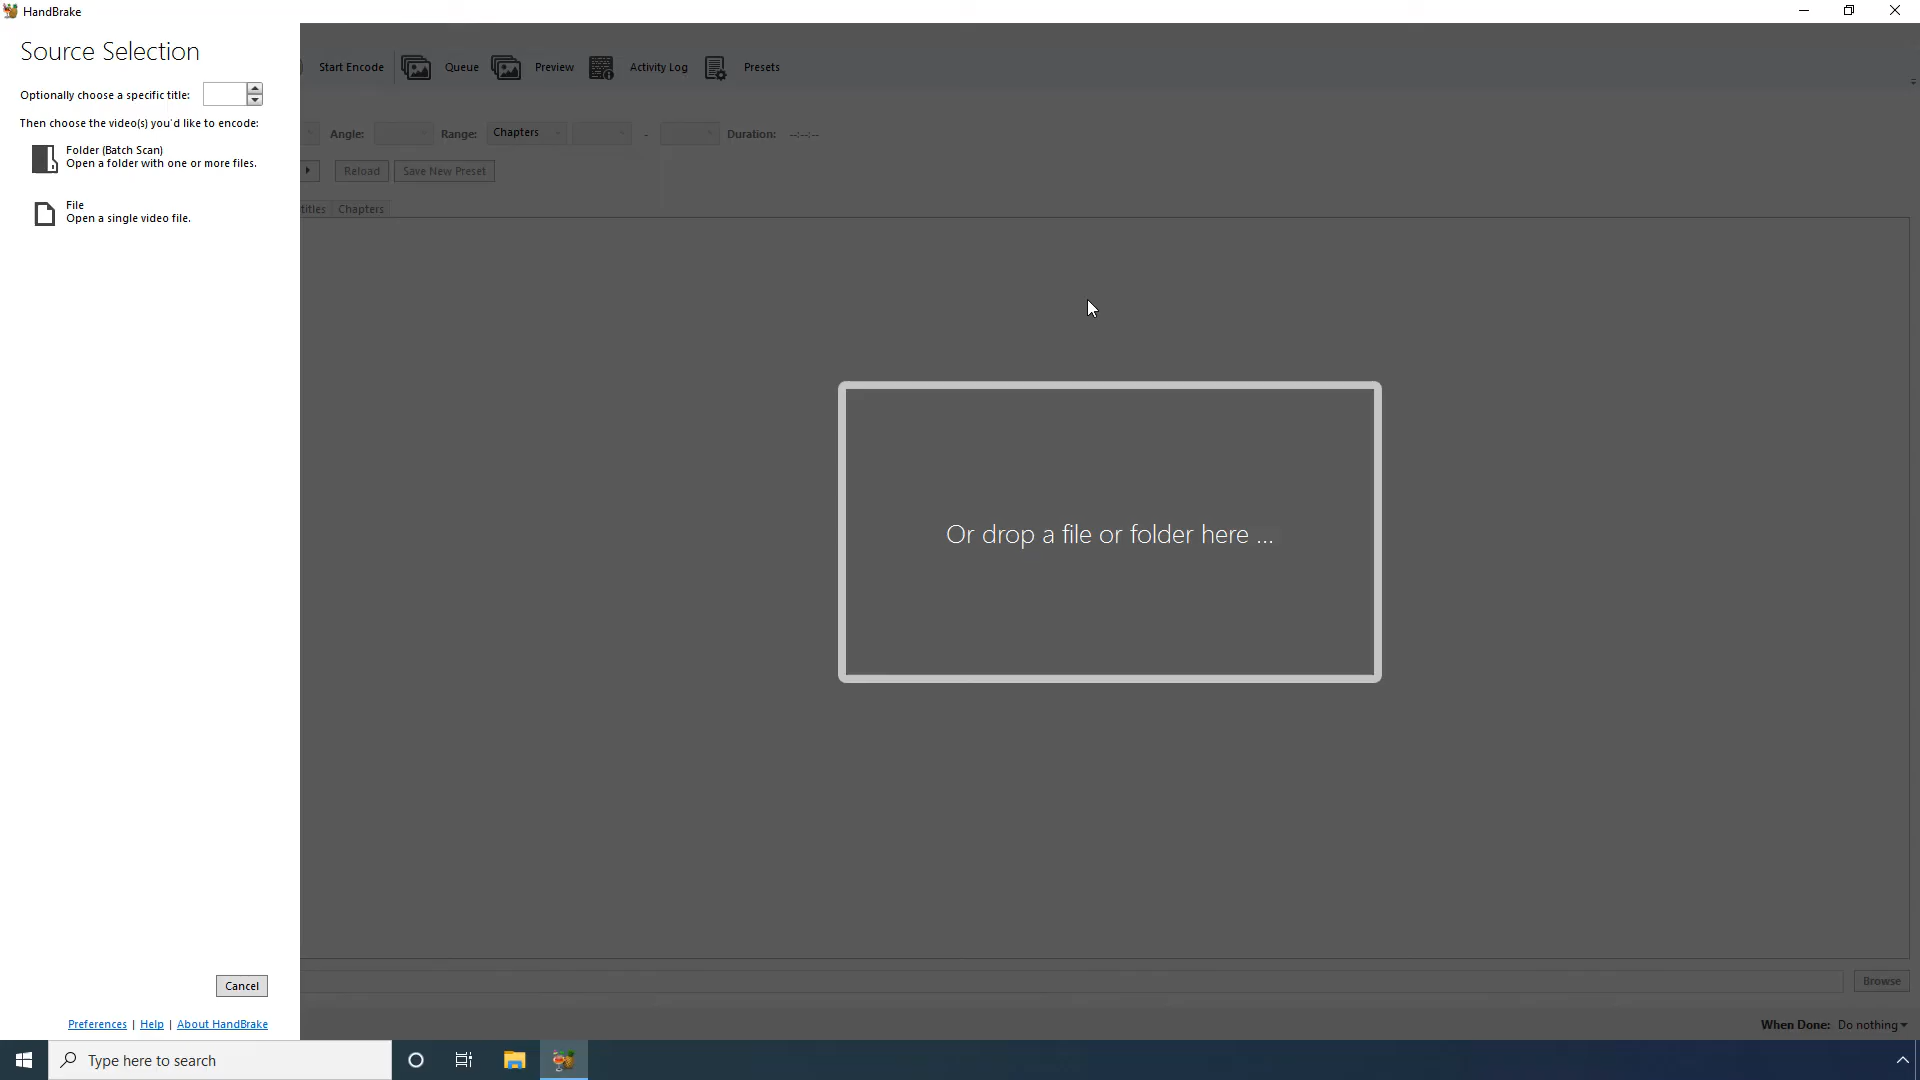 HandBrake
Source Selection
Optionally choose a specific title:
Then choose the video(s) you'd like to encode:
Folder (Batch Scan)
Open a folder with one or more files.
File
Open a single video file.
Start Encode
Queue
Preview
Activity Log
Presets
Angle:
Range:
Chapters
-
Duration:
--:--:--
Reload
Save New Preset
titles
Chapters
Or drop a file or folder here ...
Cancel
Browse
Preferences | Help | About HandBrake
When Done: Do nothing
Type here to search